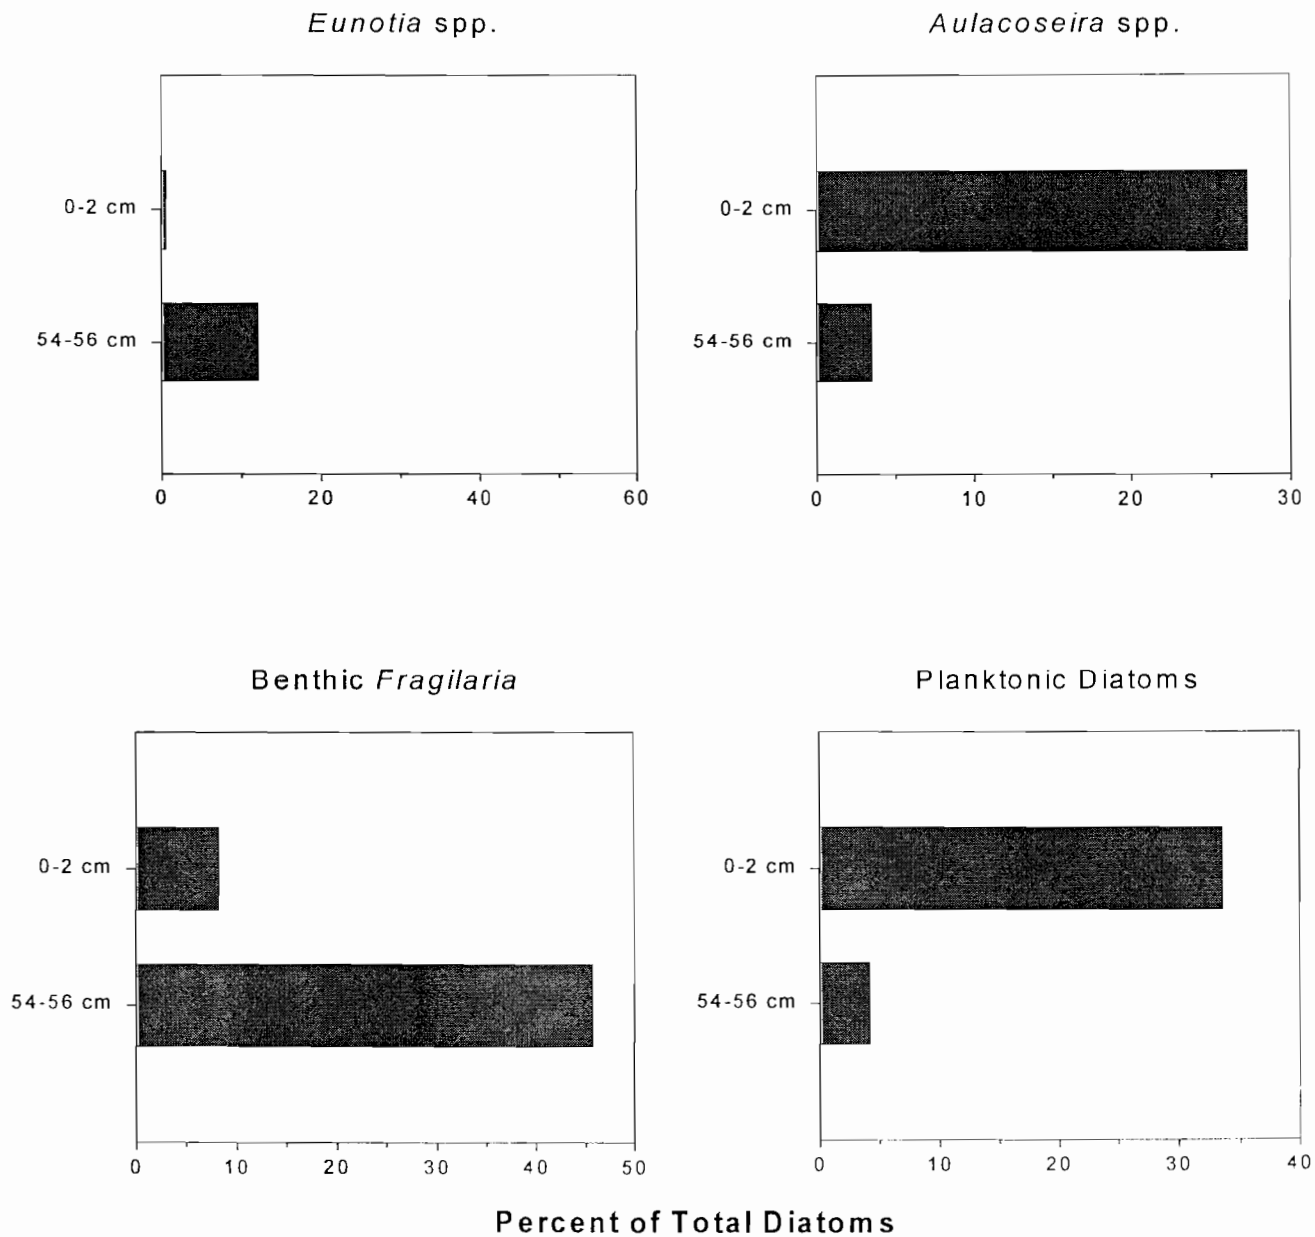 Eunotia spp.
0-2 cm
54-56 cm
0 20 40 60
Aulacoseira spp.
0-2 cm
54-56 cm
0 10 20 30
Benthic Fragilaria
0-2 cm
54-56 cm
0 10 20 30 40 50
Planktonic Diatoms
0-2 cm
54-56 cm
0 10 20 30 40
Percent of Total Diatoms